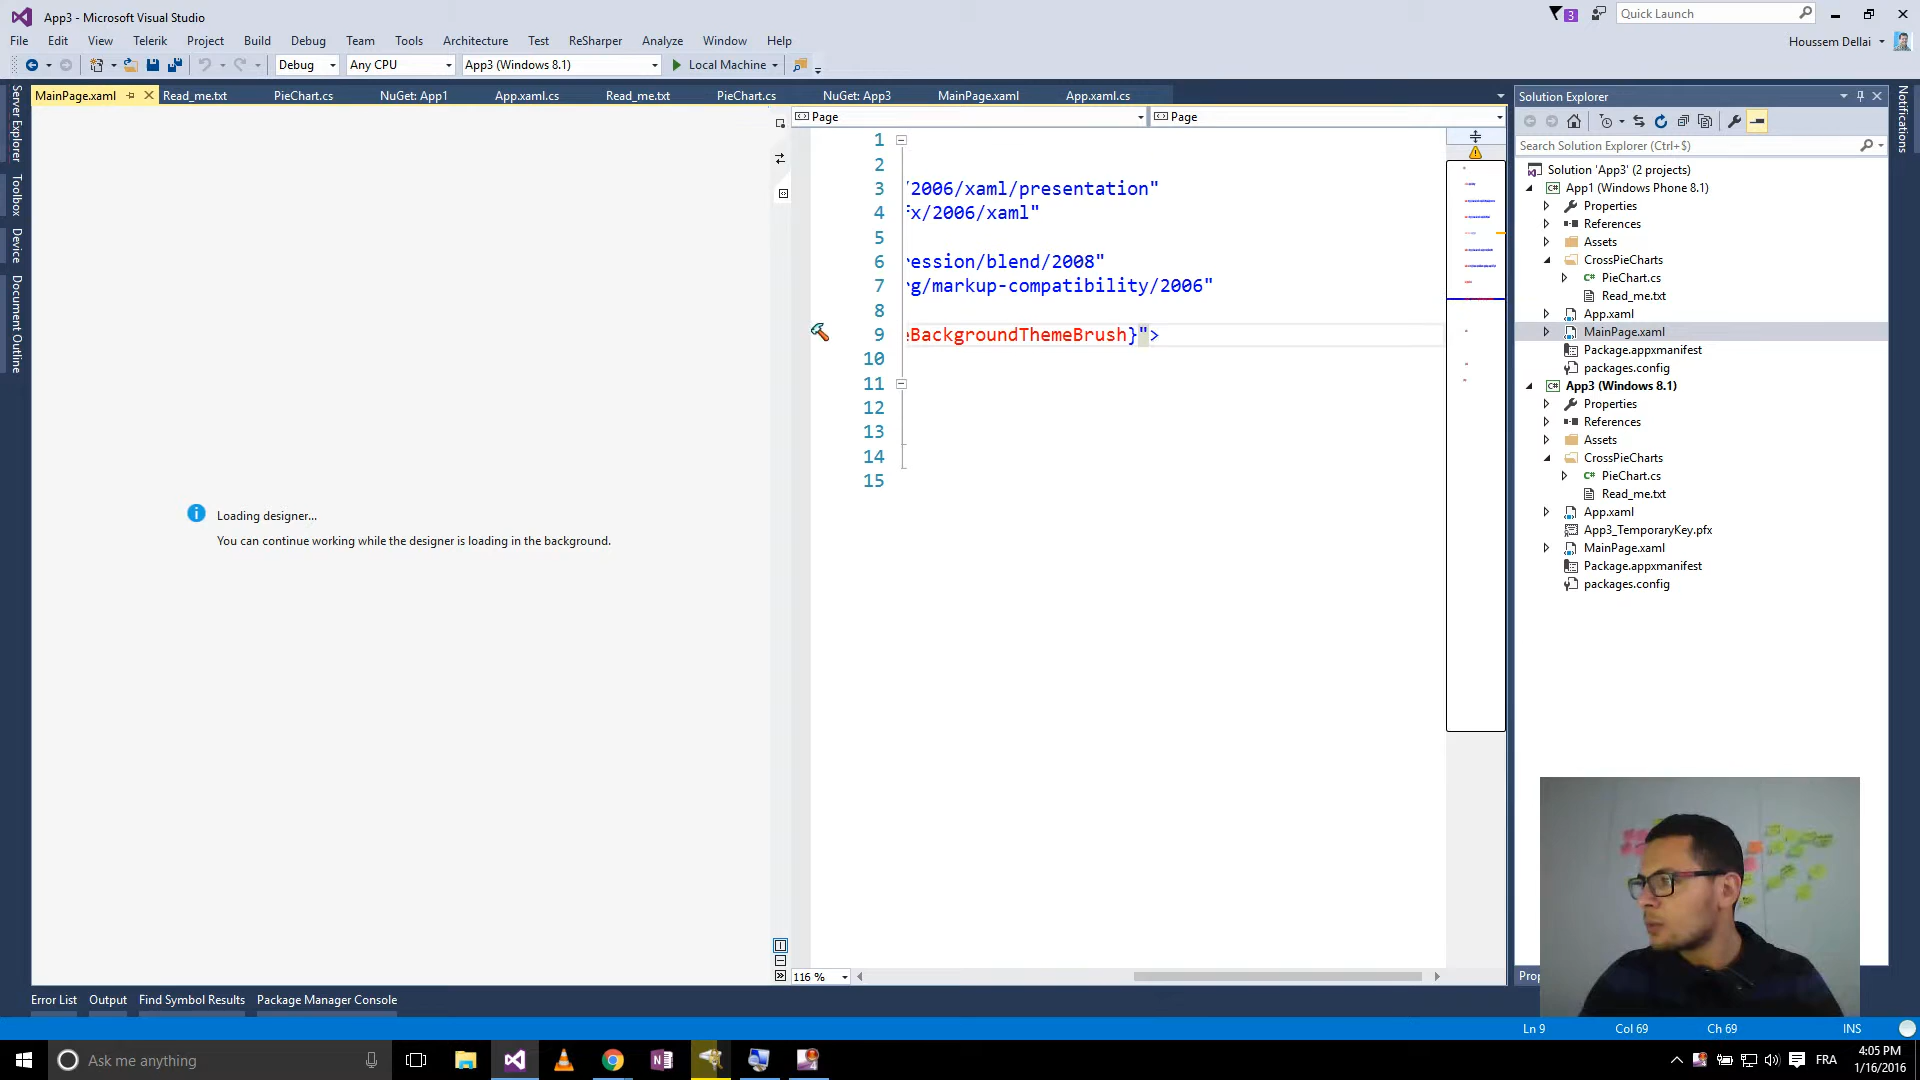 App3 - Microsoft Visual Studio
3
Quick Launch
File Edit View Telerik Project Build Debug Team Tools Architecture Test ReSharper Analyze Window Help
Houssem Dellai
Debug Any CPU App3 (Windows 8.1) Local Machine
MainPage.xaml Read_me.txt PieChart.cs NuGet: App1 App.xaml.cs Read_me.txt PieChart.cs NuGet: App3 MainPage.xaml App.xaml.cs
Server Explorer
Toolbox
Device
Document Outline
Loading designer...
You can continue working while the designer is loading in the background.
Page Page
1
2
3 /2006/xaml/presentation"
4 fx/2006/xaml"
5
6 ression/blend/2008"
7 rg/markup-compatibility/2006"
8
9 eBackgroundThemeBrush}">
10
11
12
13
14
15
116 %
Solution Explorer
Search Solution Explorer (Ctrl+$)
Solution 'App3' (2 projects)
App1 (Windows Phone 8.1)
Properties
References
Assets
CrossPieCharts
PieChart.cs
Read_me.txt
App.xaml
MainPage.xaml
Package.appxmanifest
packages.config
App3 (Windows 8.1)
Properties
References
Assets
CrossPieCharts
PieChart.cs
Read_me.txt
App.xaml
App3_TemporaryKey.pfx
MainPage.xaml
Package.appxmanifest
packages.config
Notifications
Error List Output Find Symbol Results Package Manager Console
Ln 9 Col 69 Ch 69 INS
Ask me anything
FRA
4:05 PM
1/16/2016